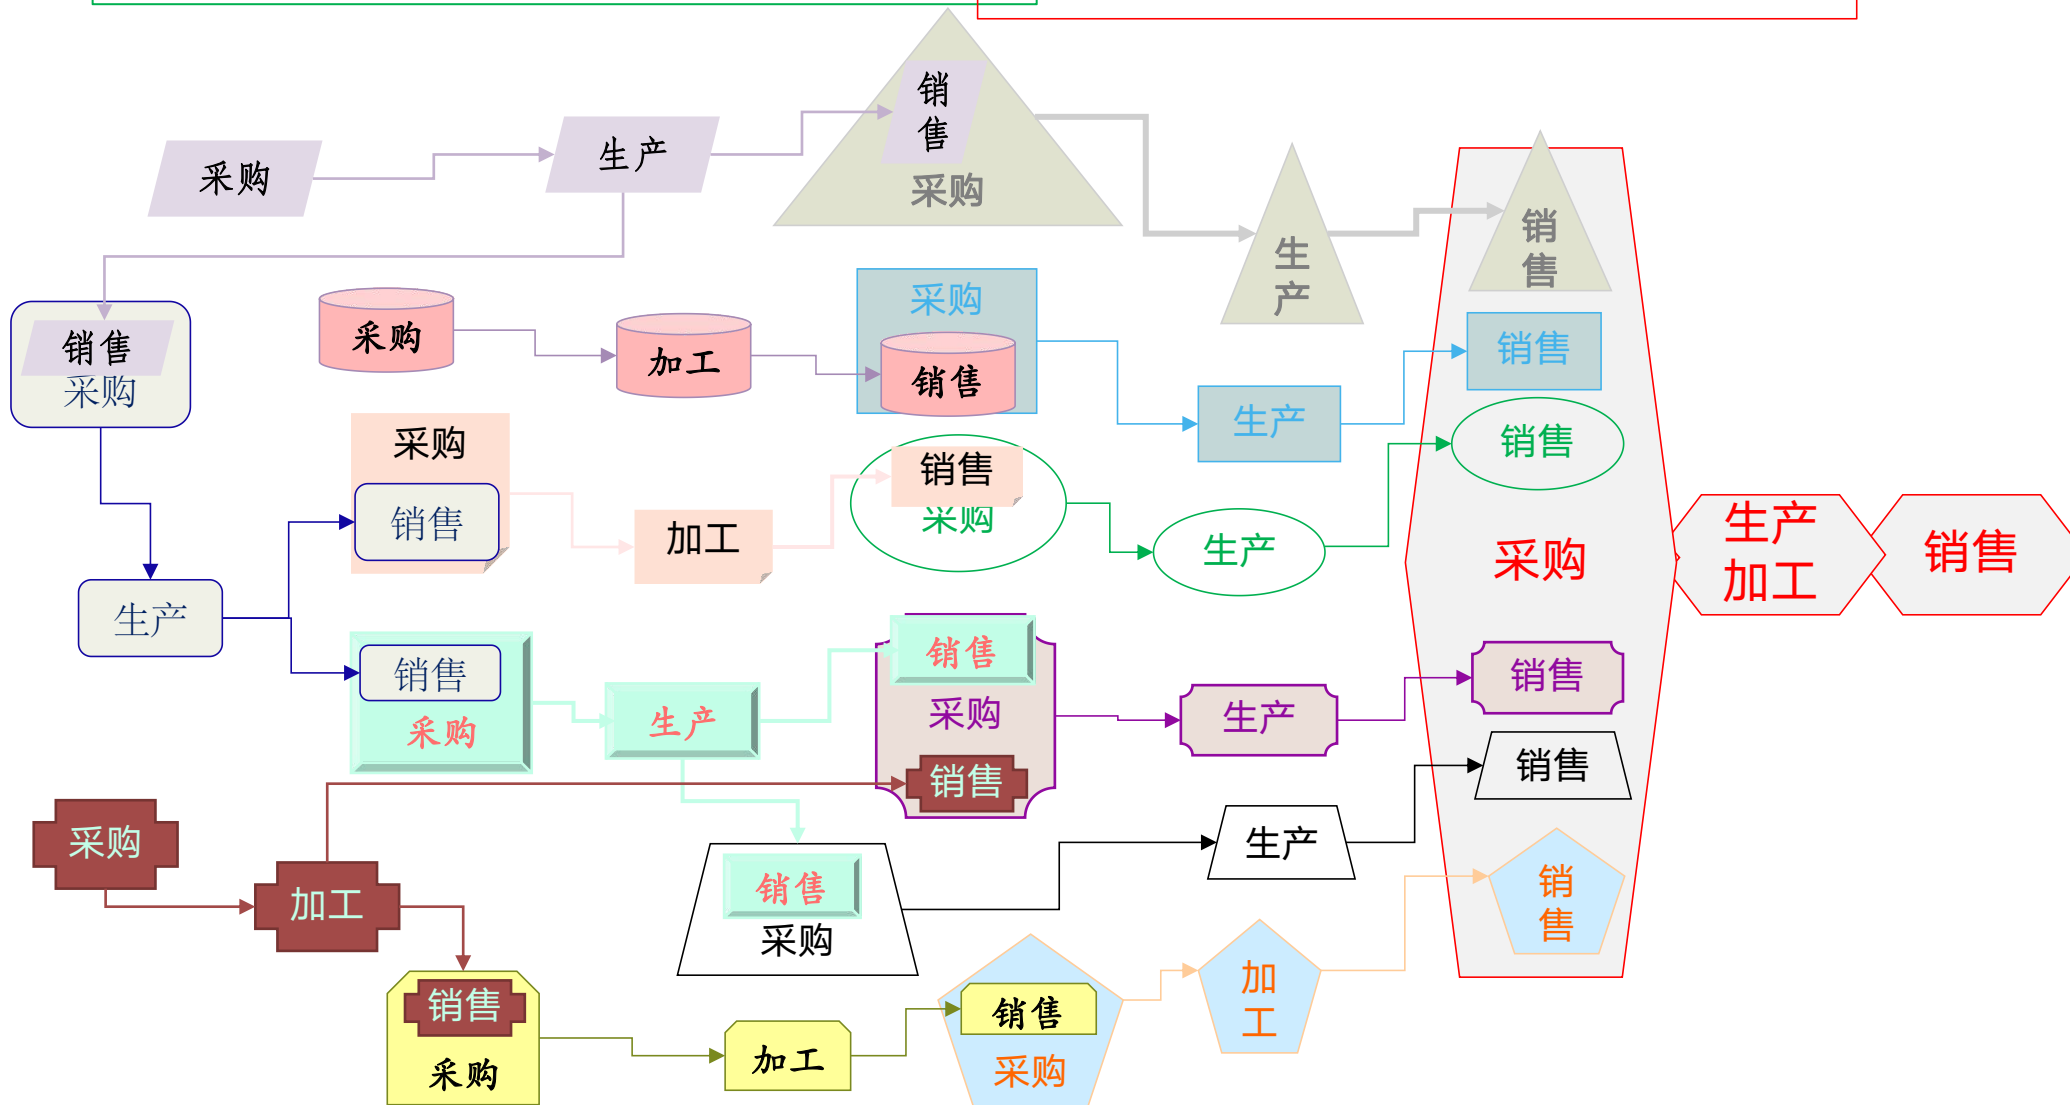 销
售
采购
采购
生产
生
产
销
售
销售
采购
采购
加工
采购
销售
生产
销售
采购
销售
加工
销售
采购
生产
销售
采购
生产
加工
销售
生产
销售
采购
生产
销售
采购
销售
生产
销售
采购
加工
销售
采购
生产
销售
销售
采购
加工
销售
采购
加
工
销
售